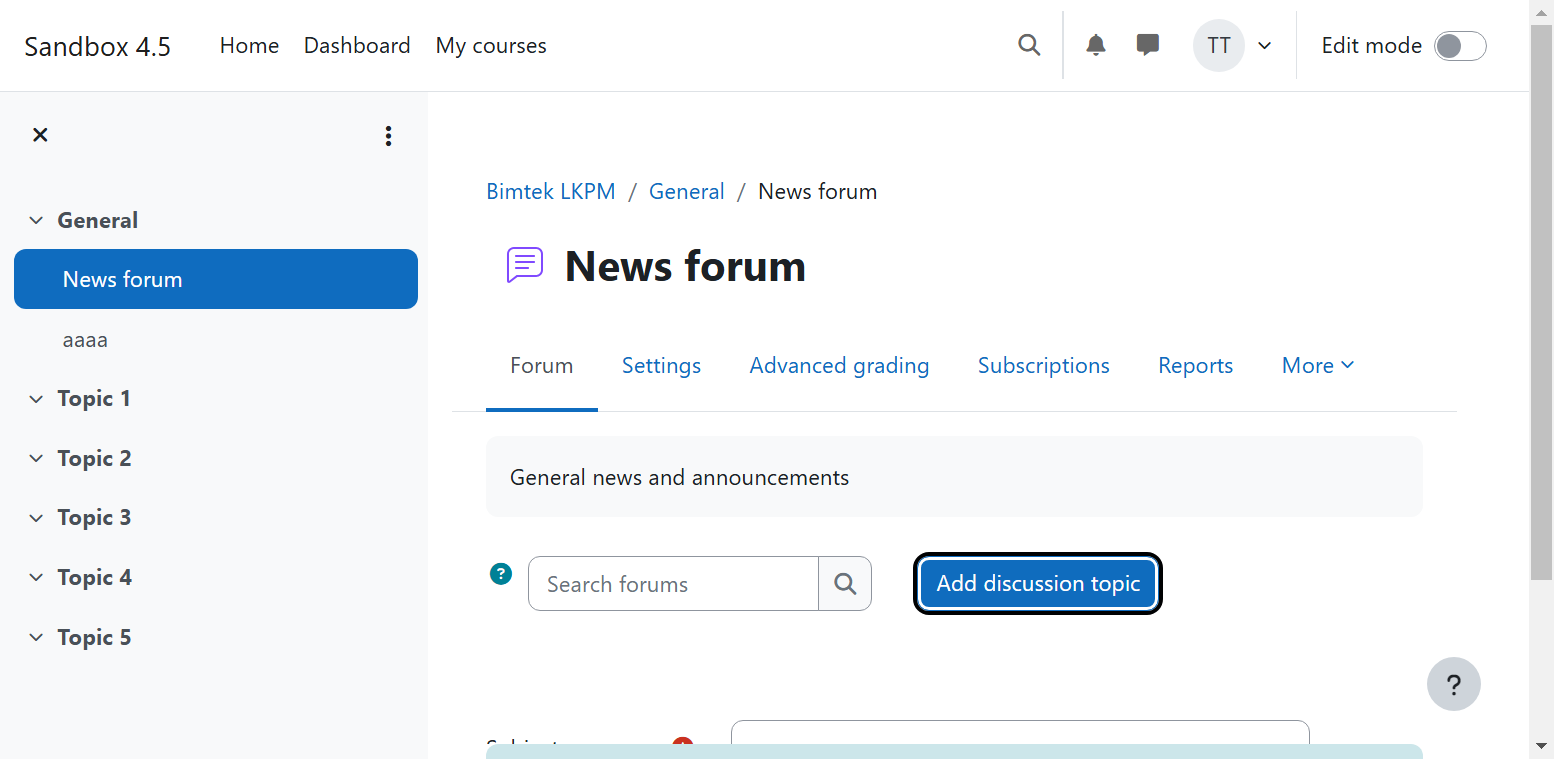 Sandbox 4.5 Home Dashboard My courses TT Edit mode
General
News forum
aaaa
Topic 1
Topic 2
Topic 3
Topic 4
Topic 5
Bimtek LKPM / General / News forum
News forum
Forum Settings Advanced grading Subscriptions Reports More
General news and announcements
? Search forums Add discussion topic
?